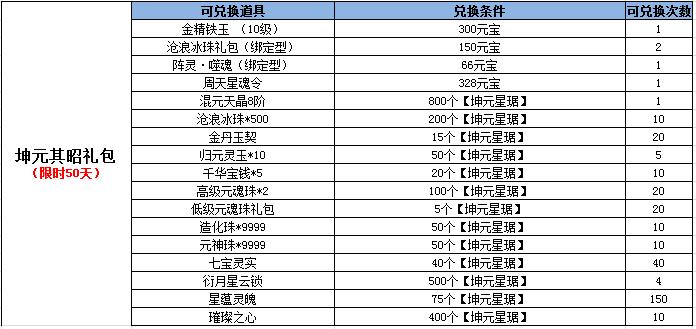 可兑换道具 兑换条件 可兑换次数
金精铁玉 （10级） 300元宝 1
沧浪冰珠礼包（绑定型） 150元宝 2
阵灵·噬魂（绑定型） 66元宝 1
周天星魂令 328元宝 1
混元天晶8阶 800个【坤元星琚】 1
沧浪冰珠*500 200个【坤元星琚】 10
金丹玉契 15个【坤元星琚】 20
坤元其昭礼包 归元灵玉*10 50个【坤元星琚】 5
（限时50天） 千华宝钱*5 20个【坤元星琚】 10
高级元魂珠*2 100个【坤元星琚】 20
低级元魂珠礼包 5个【坤元星琚】 20
造化珠*9999 50个【坤元星琚】 10
元神珠*9999 50个【坤元星琚】 10
七宝灵实 40个【坤元星琚】 40
衍月星云锁 500个【坤元星琚】 4
星蕴灵魄 75个【坤元星琚】 150
璀璨之心 400个【坤元星琚】 10